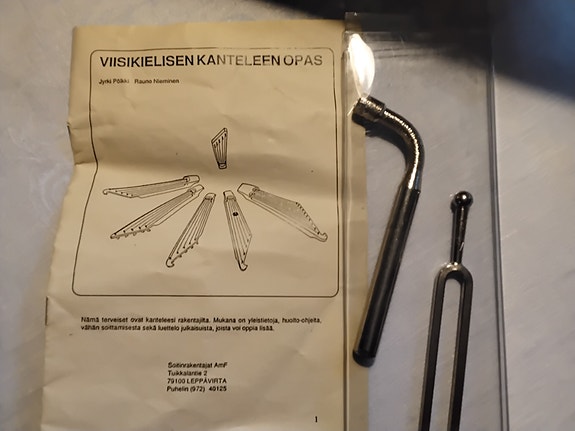 VIISIKIELISEN KANTELEEN OPAS
Jyrki Pölkki Rauno Nieminen
Nämä terveiset ovat kanteleesi rakentajilta. Mukana on yleistietoja, huolto-ohjeita,
vähän soittamisesta sekä luettelo julkaisuista, joista voi oppia lisää.
Soitinrakentajat AmF
Tuikkalantie 2
79100 LEPPÄVIRTA
Puhelin (972) 40125
1